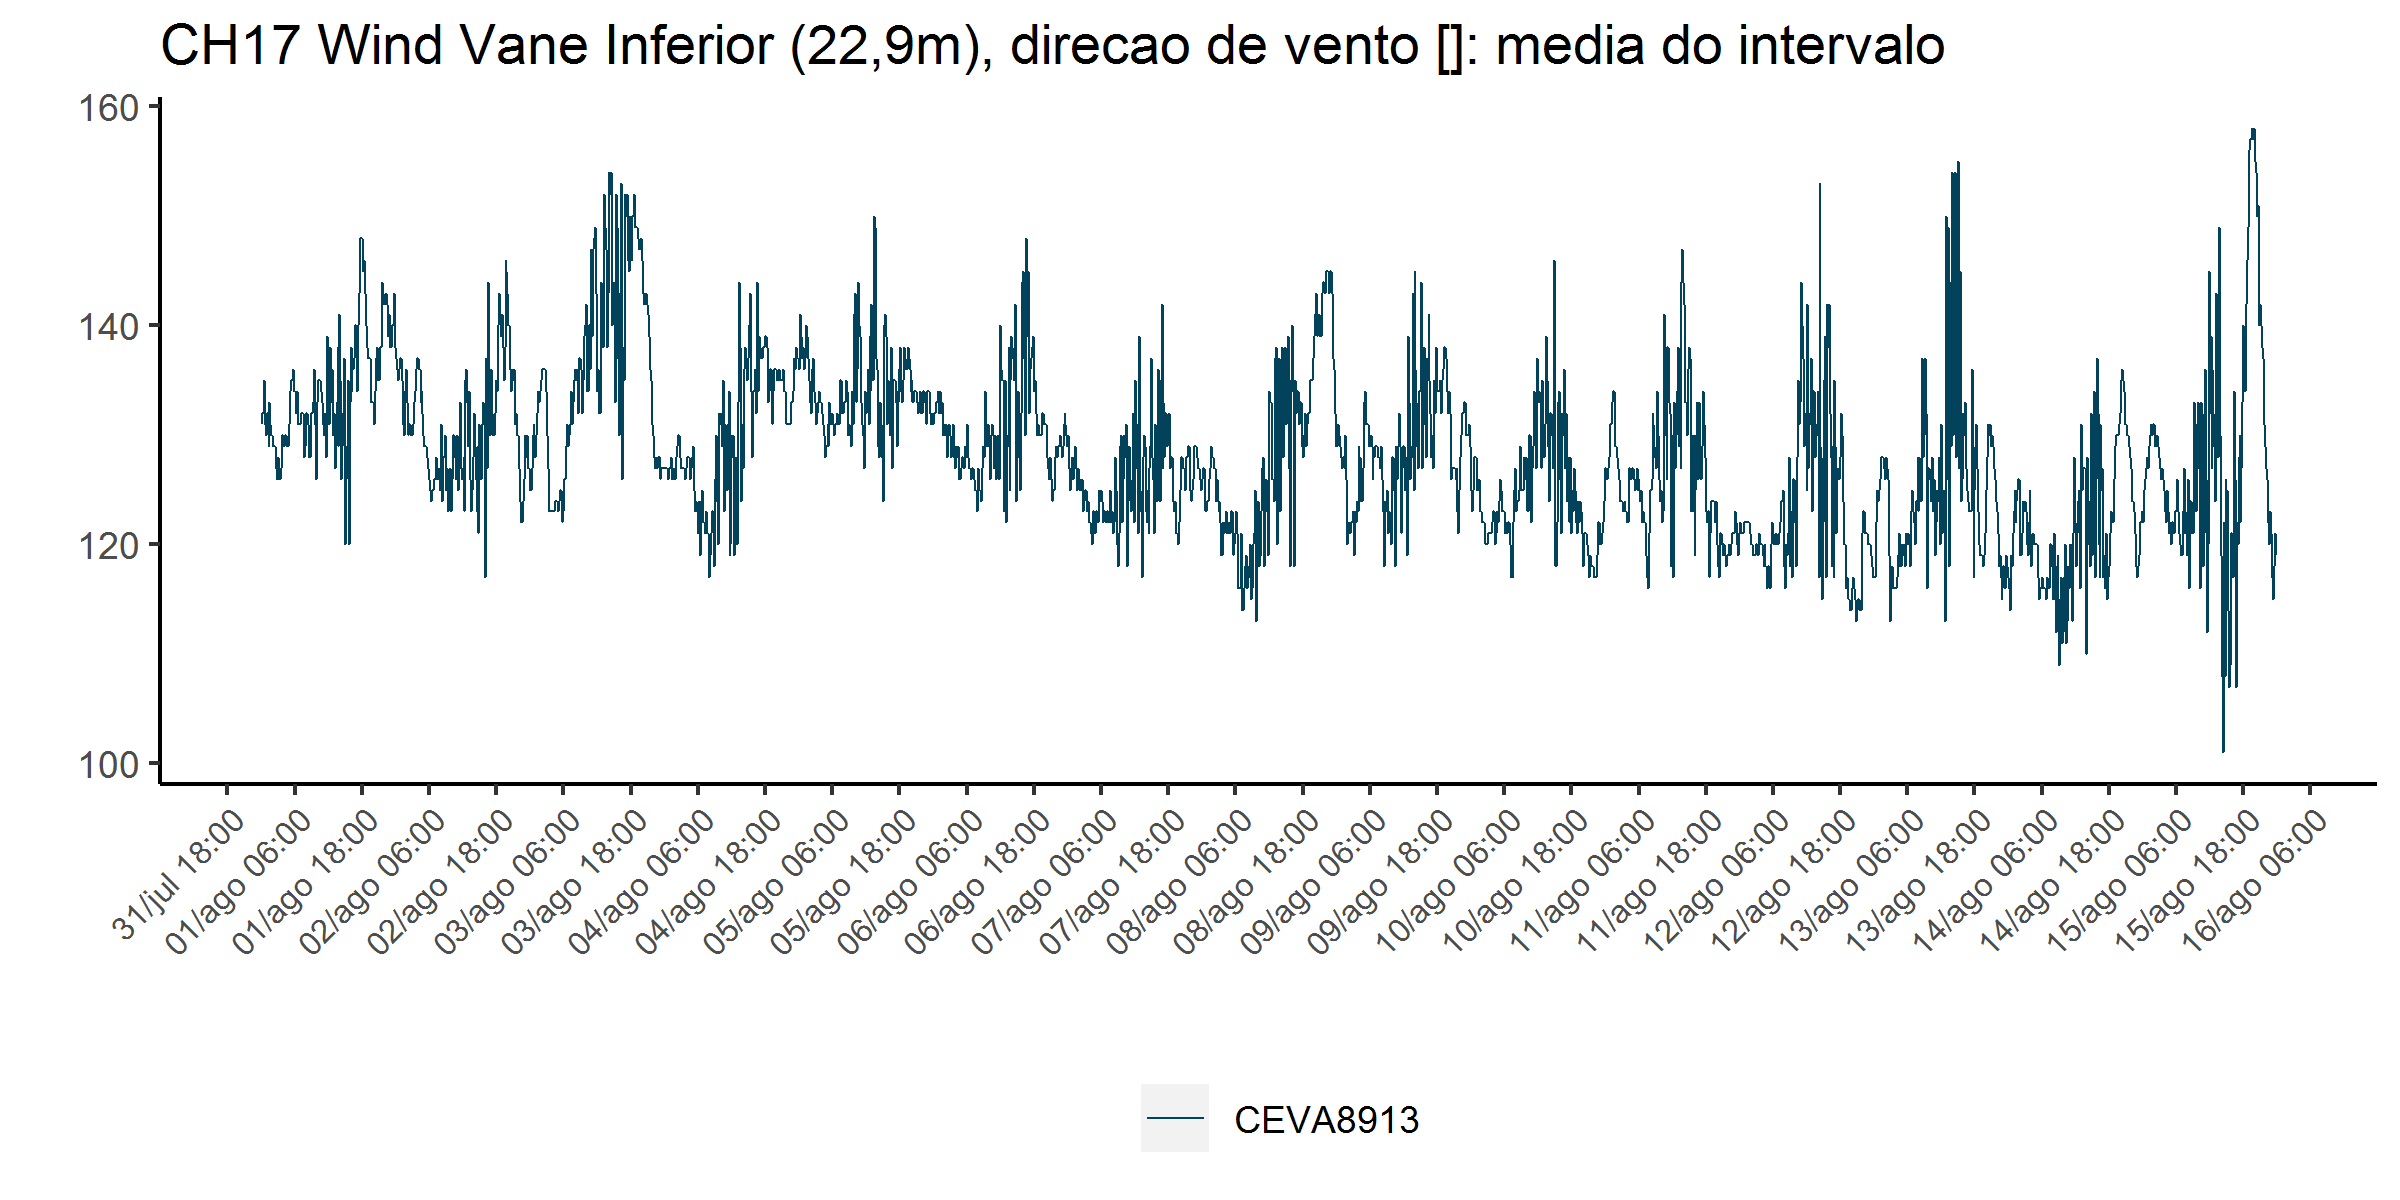 CH17 Wind Vane Inferior (22,9m), direcao de vento []: media do intervalo
160
140
120
100
31/jul 18:00
01/ago 06:00
01/ago 18:00
02/ago 06:00
02/ago 18:00
03/ago 06:00
03/ago 18:00
04/ago 06:00
04/ago 18:00
05/ago 06:00
05/ago 18:00
06/ago 06:00
06/ago 18:00
07/ago 06:00
07/ago 18:00
08/ago 06:00
08/ago 18:00
09/ago 06:00
09/ago 18:00
10/ago 06:00
10/ago 18:00
11/ago 06:00
11/ago 18:00
12/ago 06:00
12/ago 18:00
13/ago 06:00
13/ago 18:00
14/ago 06:00
14/ago 18:00
15/ago 06:00
15/ago 18:00
16/ago 06:00
CEVA8913